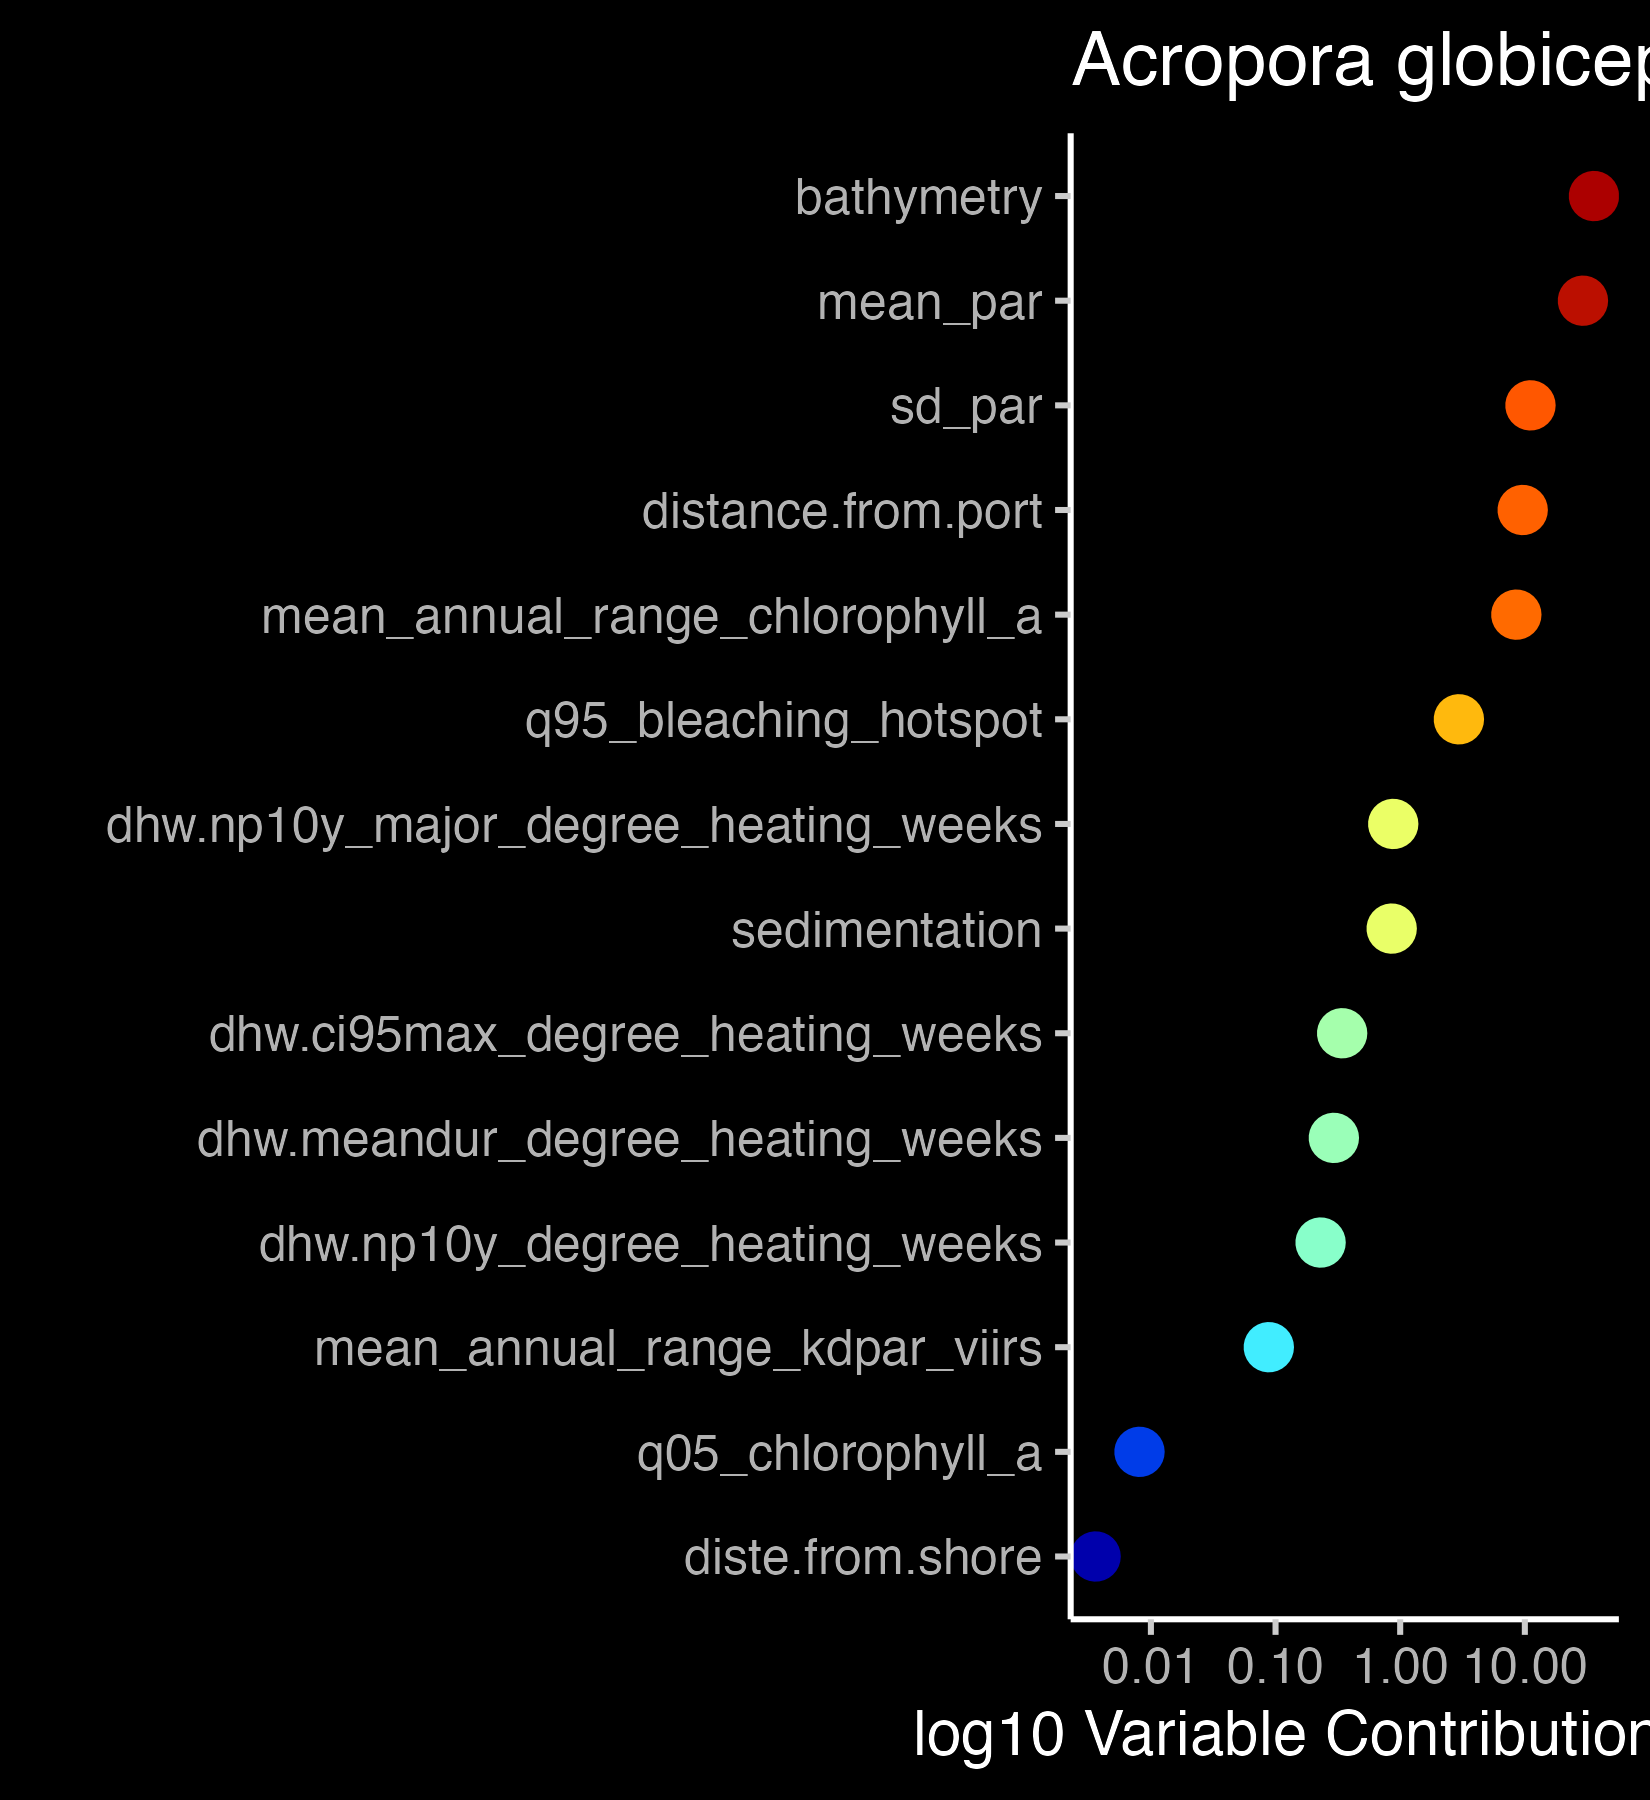 Acropora globicep
bathymetry
mean_par
sd_par
distance.from.port
mean_annual_range_chlorophyll_a
q95_bleaching_hotspot
dhw.np10y_major_degree_heating_weeks
sedimentation
dhw.ci95max_degree_heating_weeks
dhw.meandur_degree_heating_weeks
dhw.np10y_degree_heating_weeks
mean_annual_range_kdpar_viirs
q05_chlorophyll_a
diste.from.shore
0.01 0.10 1.00 10.00
log10 Variable Contribution